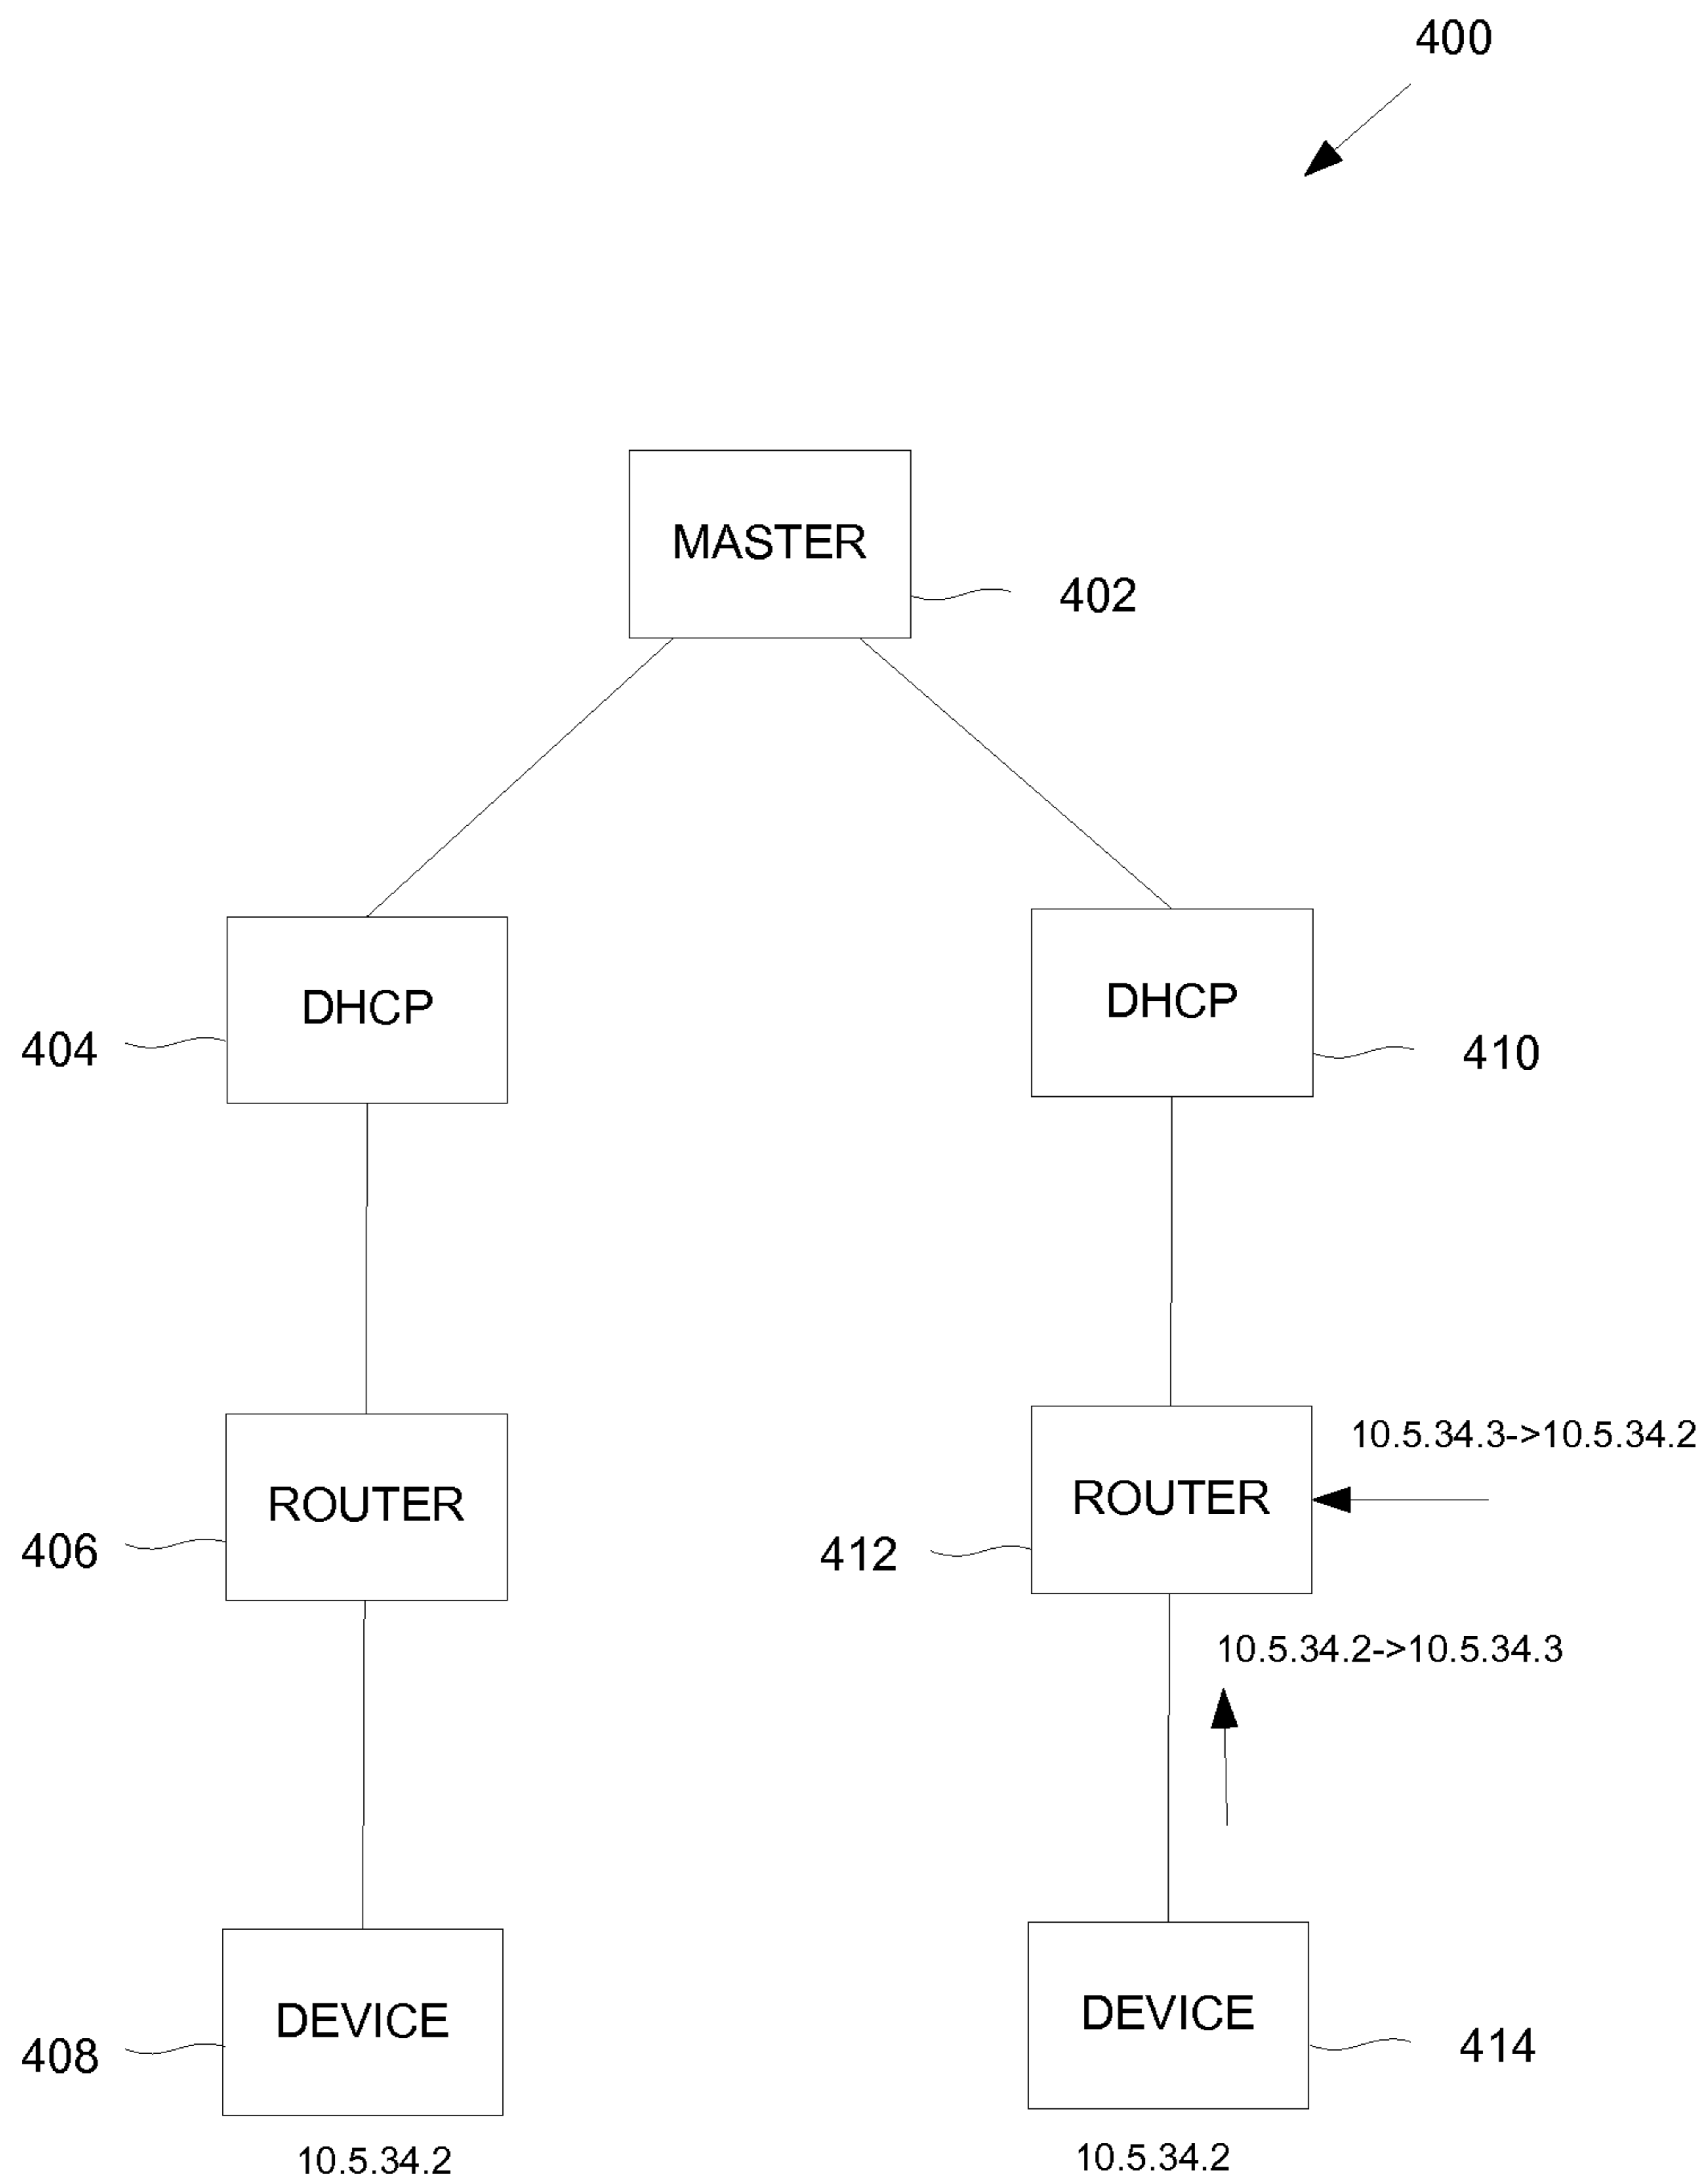 400
MASTER
402
DHCP
DHCP
404
410
10.5.34.3->10.5.34.2
ROUTER
ROUTER
406
412
10.5.34.2->10.5.34.3
DEVICE
DEVICE
408
414
10.5.34.2
10.5.34.2